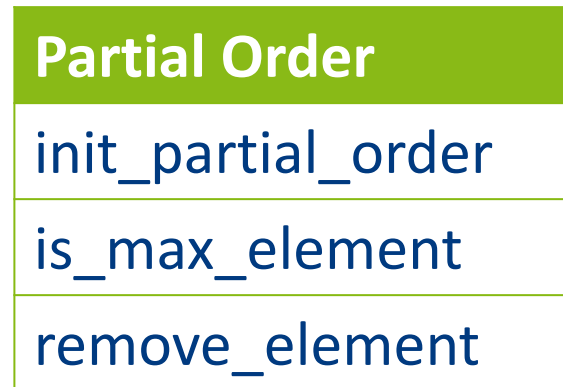 Partial Order
init_partial_order
is_max_element
remove_element